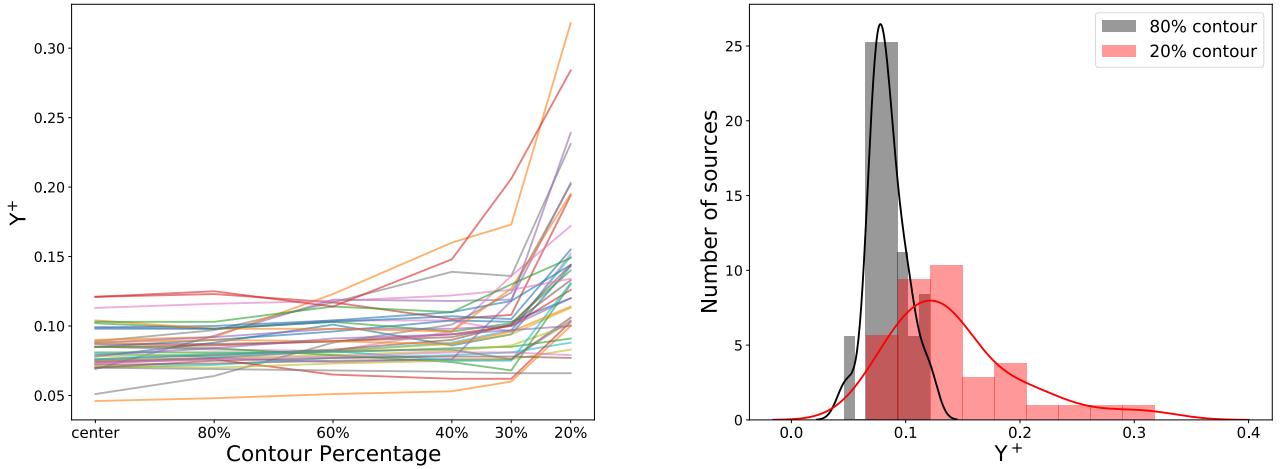 0.30
0.25
0.20
0.15
0.10
0.05
Y+
center 80% 60% 40% 30% 20%
Contour Percentage
80% contour
20% contour
25
20
15
10
5
0
Number of sources
0.0 0.1 0.2 0.3 0.4
Y+